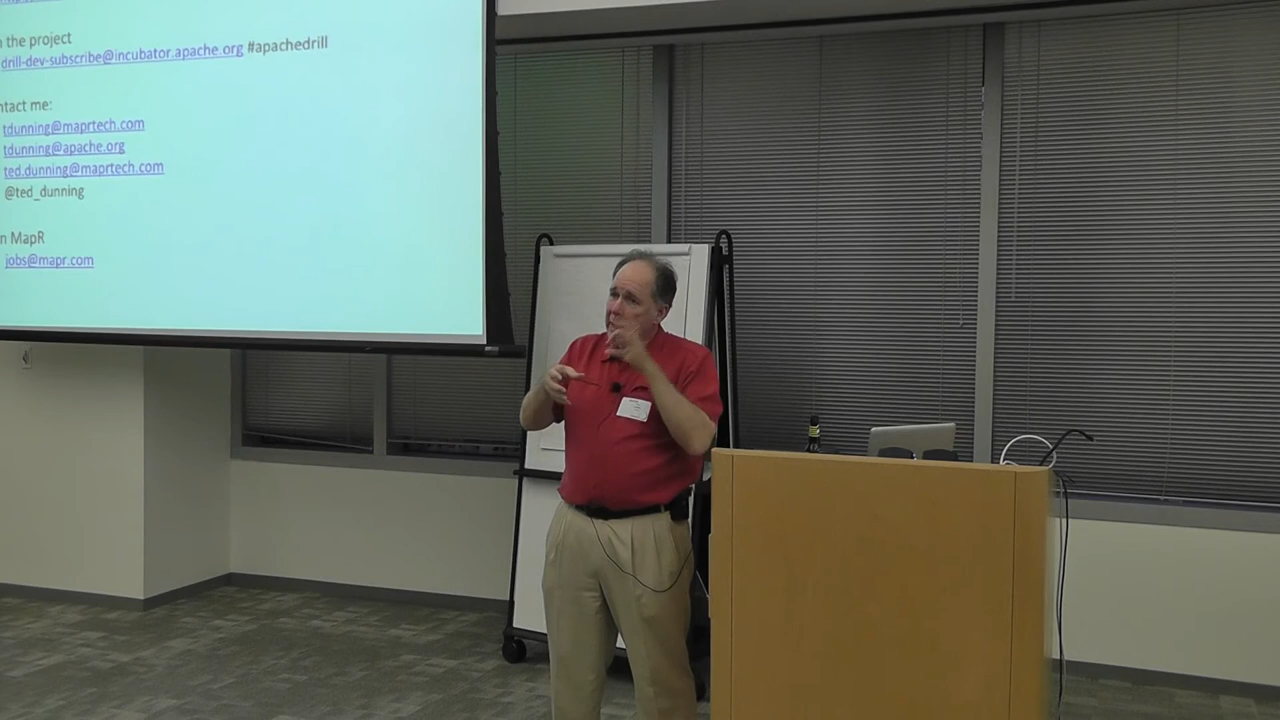 the project
drill-dev-subscribe@incubator.apache.org #apachedrill
ntact me:
tdunning@maprtech.com
tdunning@apache.org
ted.dunning@maprtech.com
@ted_dunning
n MapR
jobs@mapr.com